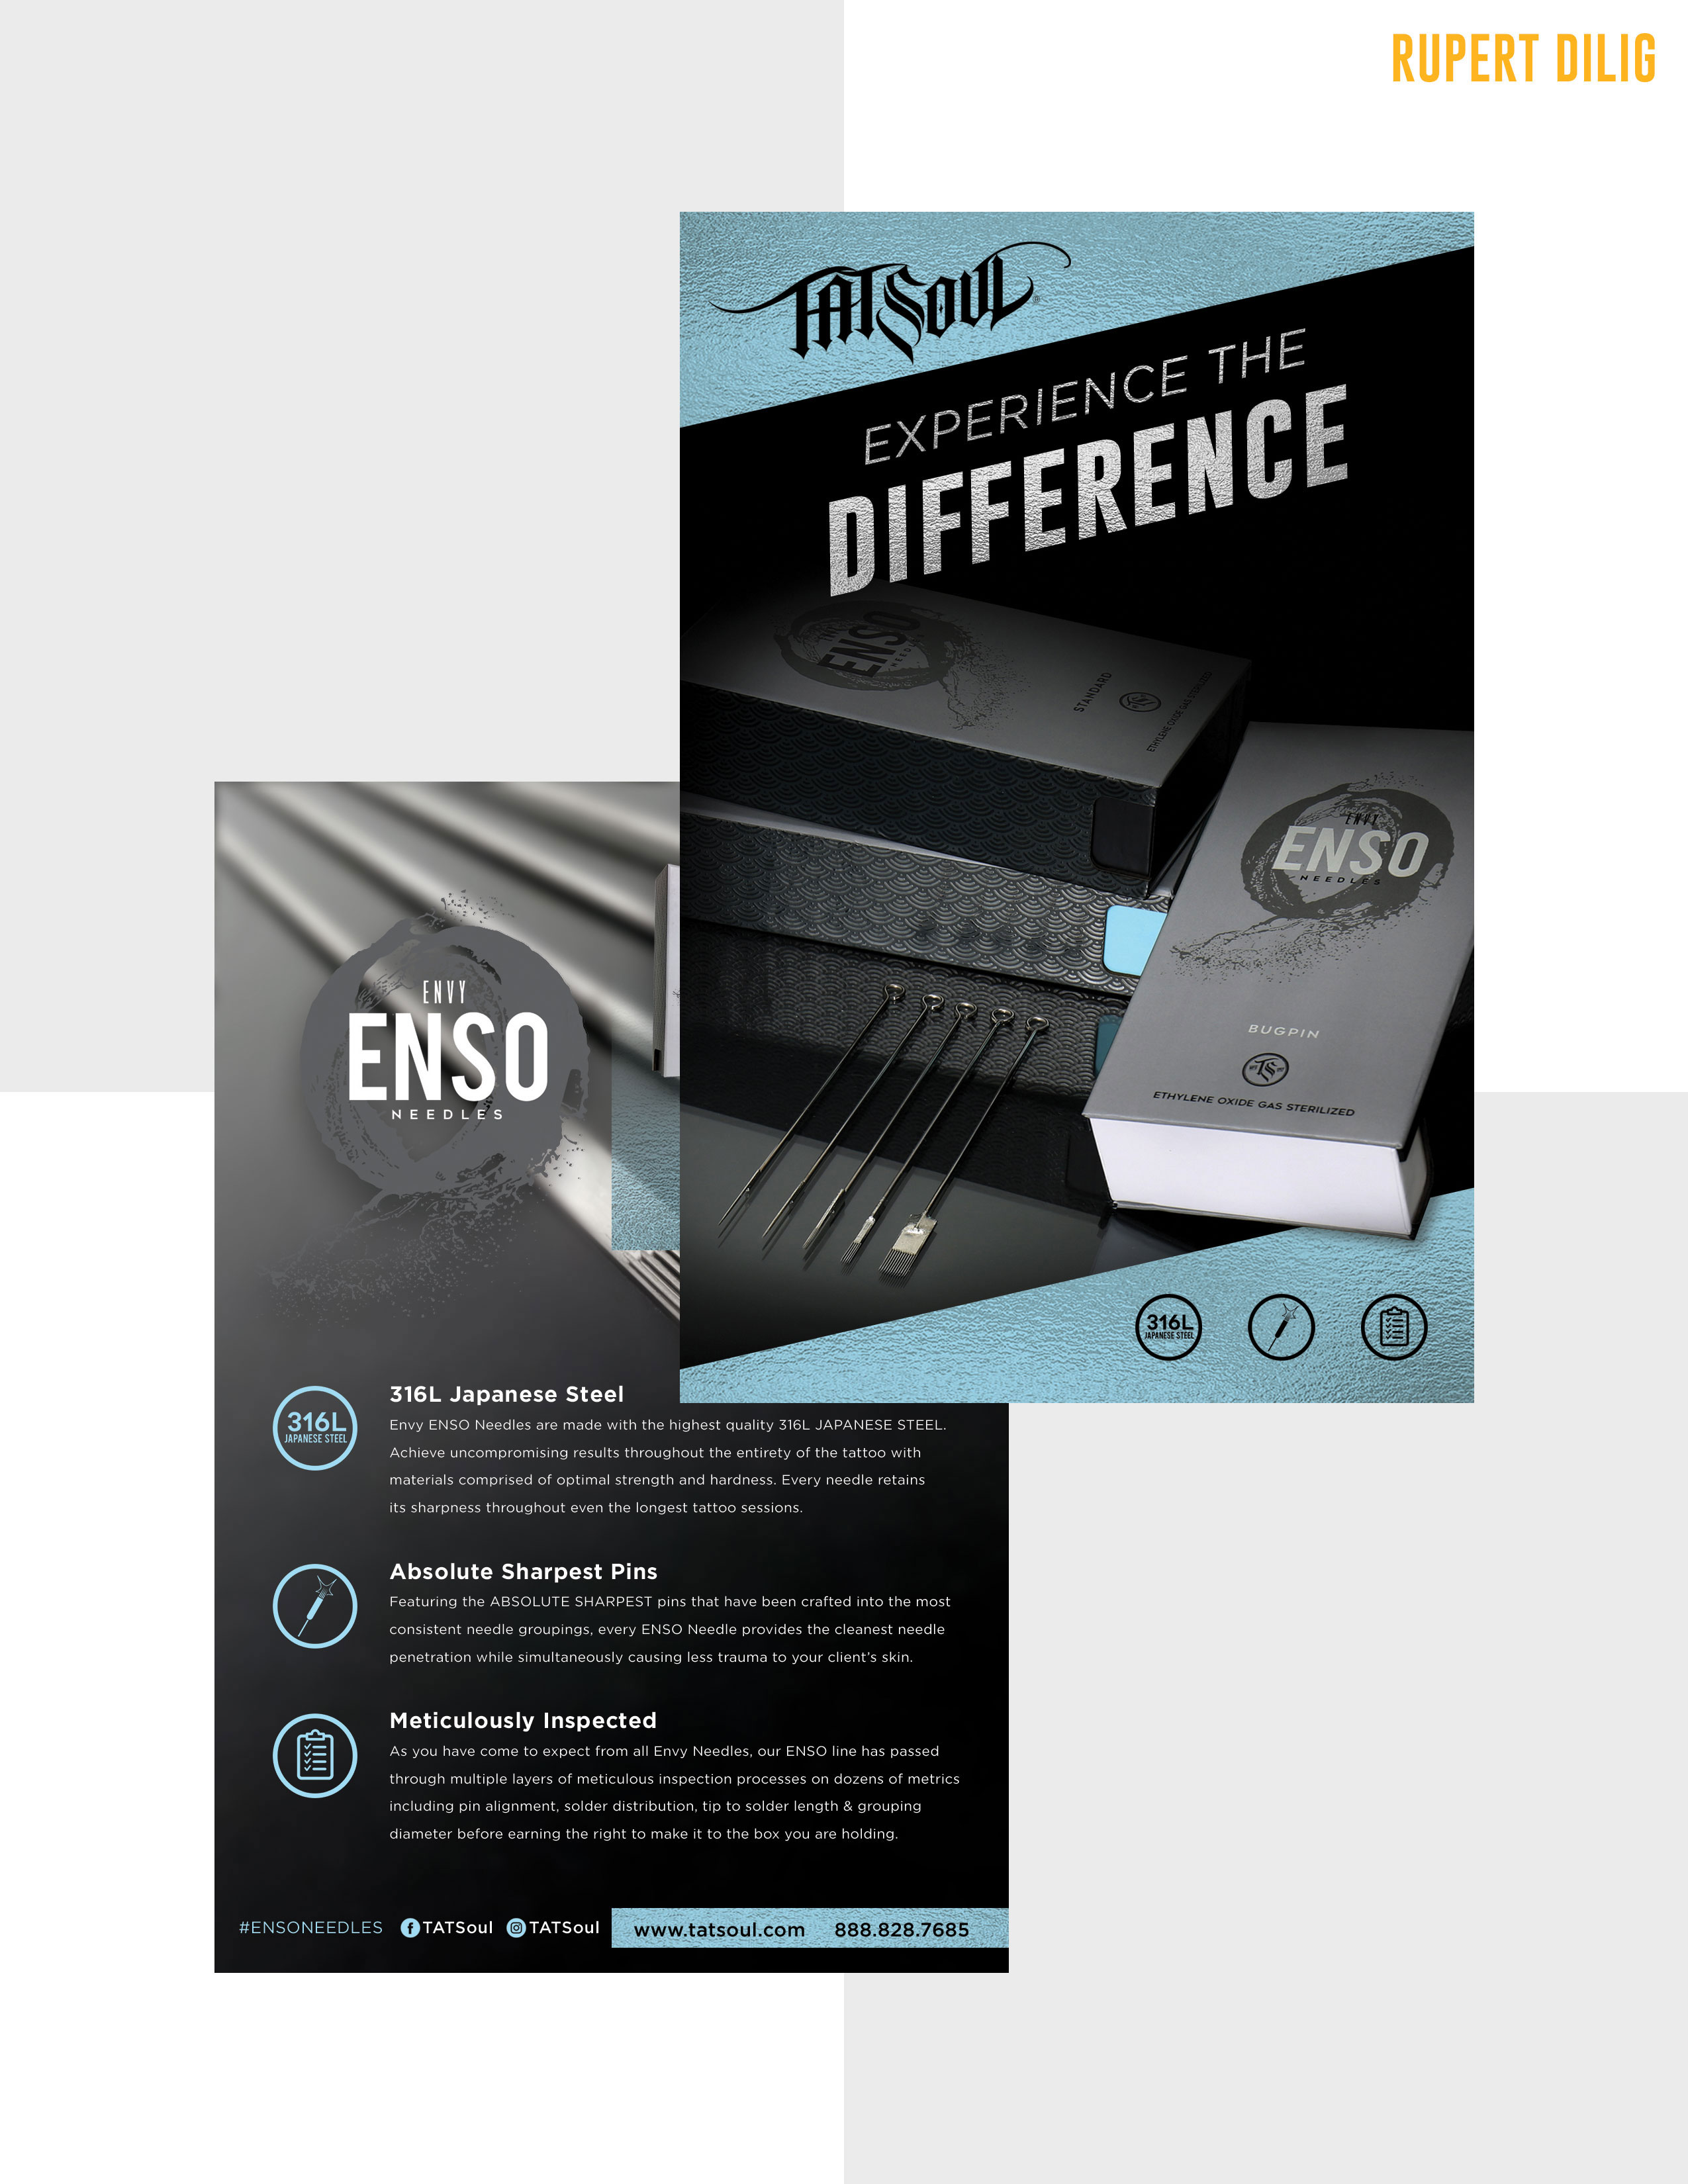 RUPERT DILIG
TATSOUL
EXPERIENCE THE
DIFFERENCE
ENSO
NEEDLES
STANDARD
ETHYLENE OXIDE GAS STERILIZED
ENVY
ENSO
NEEDLES
BUGPIN
TS
ETHYLENE OXIDE GAS STERILIZED
316L
JAPANESE STEEL
ENVY
ENSO
NEEDLES
316L
JAPANESE STEEL
316L Japanese Steel
Envy ENSO Needles are made with the highest quality 316L JAPANESE STEEL.
Achieve uncompromising results throughout the entirety of the tattoo with
materials comprised of optimal strength and hardness. Every needle retains
its sharpness throughout even the longest tattoo sessions.
Absolute Sharpest Pins
Featuring the ABSOLUTE SHARPEST pins that have been crafted into the most
consistent needle groupings, every ENSO Needle provides the cleanest needle
penetration while simultaneously causing less trauma to your client’s skin.
Meticulously Inspected
As you have come to expect from all Envy Needles, our ENSO line has passed
through multiple layers of meticulous inspection processes on dozens of metrics
including pin alignment, solder distribution, tip to solder length & grouping
diameter before earning the right to make it to the box you are holding.
#ENSONEEDLES TATSoul TATSoul www.tatsoul.com 888.828.7685